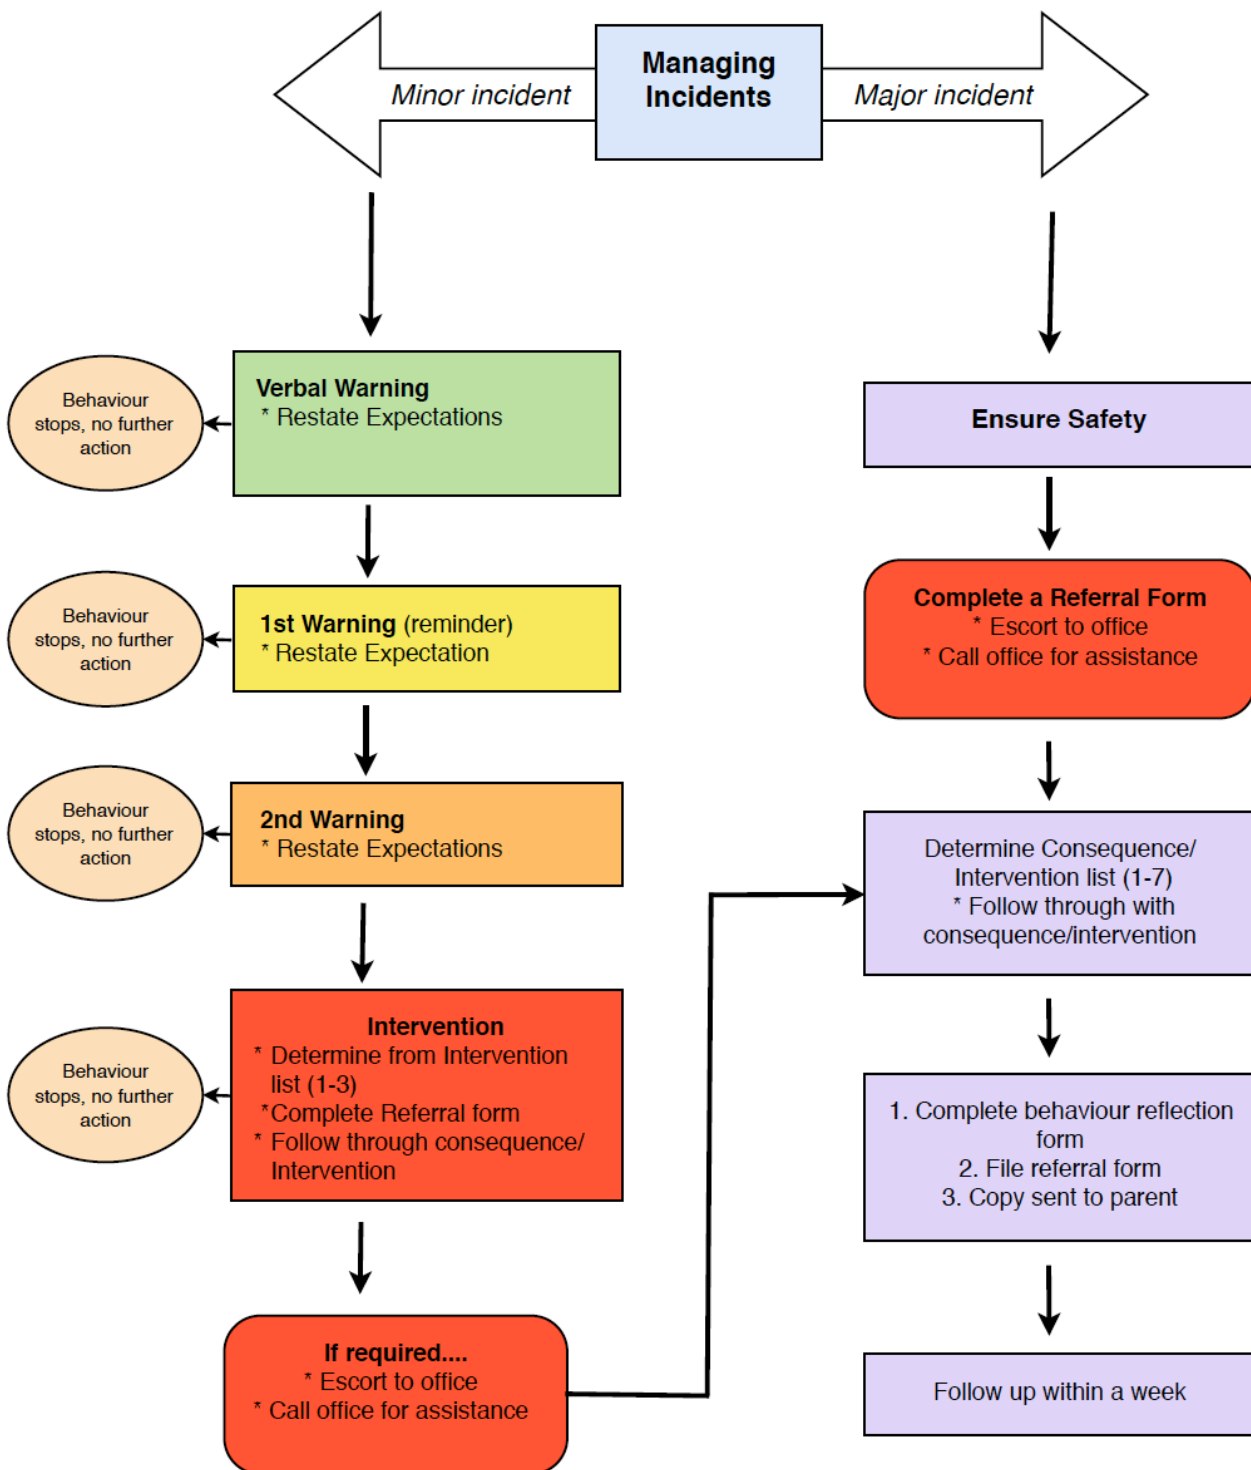 Managing
Incidents
Minor incident
Major incident
Verbal Warning
* Restate Expectations
Behaviour
stops, no further
action
1st Warning (reminder)
* Restate Expectation
Behaviour
stops, no further
action
2nd Warning
* Restate Expectations
Behaviour
stops, no further
action
Intervention
* Determine from Intervention
list (1-3)
*Complete Referral form
* Follow through consequence/
Intervention
Behaviour
stops, no further
action
If required....
* Escort to office
* Call office for assistance
Ensure Safety
Complete a Referral Form
* Escort to office
* Call office for assistance
Determine Consequence/
Intervention list (1-7)
* Follow through with
consequence/intervention
1. Complete behaviour reflection
form
2. File referral form
3. Copy sent to parent
Follow up within a week